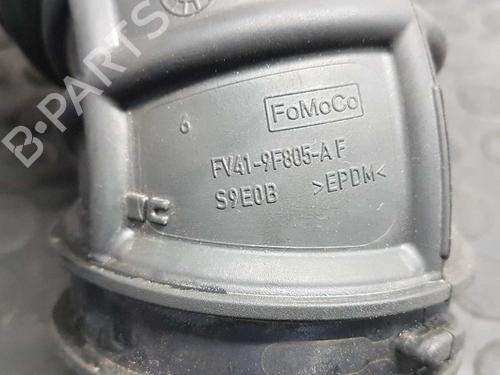 B-PARTS
6
FoMoCo
FV41-9F805-AF
S9E0B >EPDM<